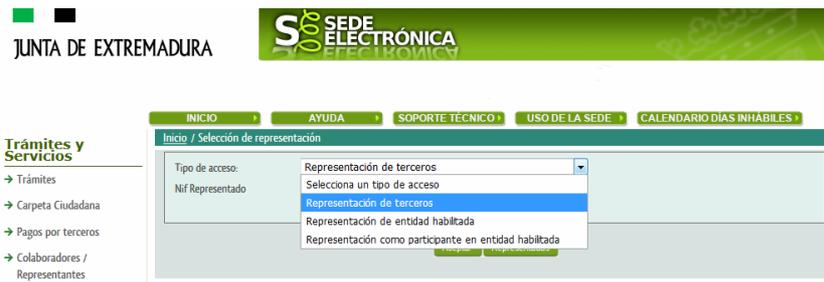 JUNTA DE EXTREMADURA
SEDE
ELECTRÓNICA
INICIO AYUDA SOPORTE TÉCNICO USO DE LA SEDE CALENDARIO DÍAS INHÁBILES
Trámites y
Servicios
Trámites
Carpeta Ciudadana
Pagos por terceros
Colaboradores /
Representantes
Inicio / Selección de representación
Tipo de acceso: Representación de terceros
Nif Representado
Selecciona un tipo de acceso
Representación de terceros
Representación de entidad habilitada
Representación como participante en entidad habilitada